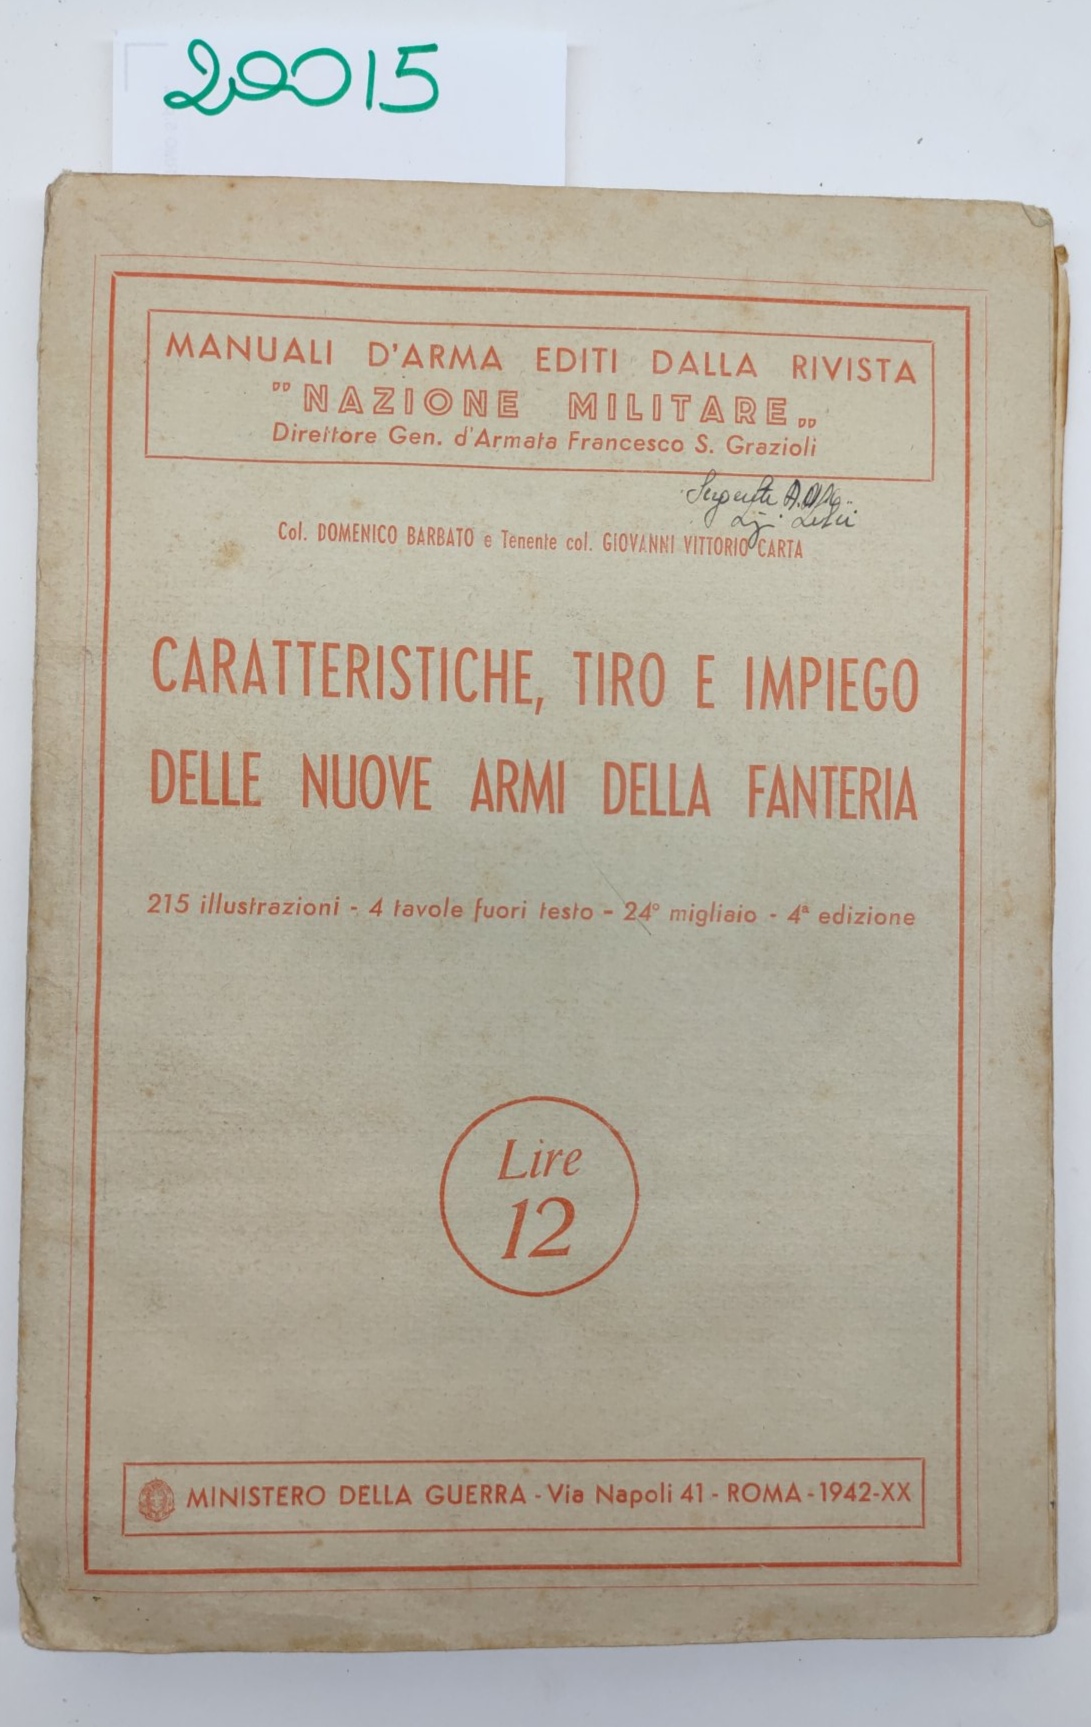 20015
MANUALI D'ARMA EDITI DALLA RIVISTA
"NAZIONE MILITARE„
Direttore Gen. d'Armata Francesco S. Grazioli
Col. DOMENICO BARBATO e Tenente col. GIOVANNI VITTORIO CARTA
CARATTERISTICHE, TIRO E IMPIEGO
DELLE NUOVE ARMI DELLA FANTERIA
215 illustrazioni - 4 tavole fuori testo - 24° migliaio - 4ª edizione
Lire
12
MINISTERO DELLA GUERRA - Via Napoli 41 - ROMA - 1942-XX